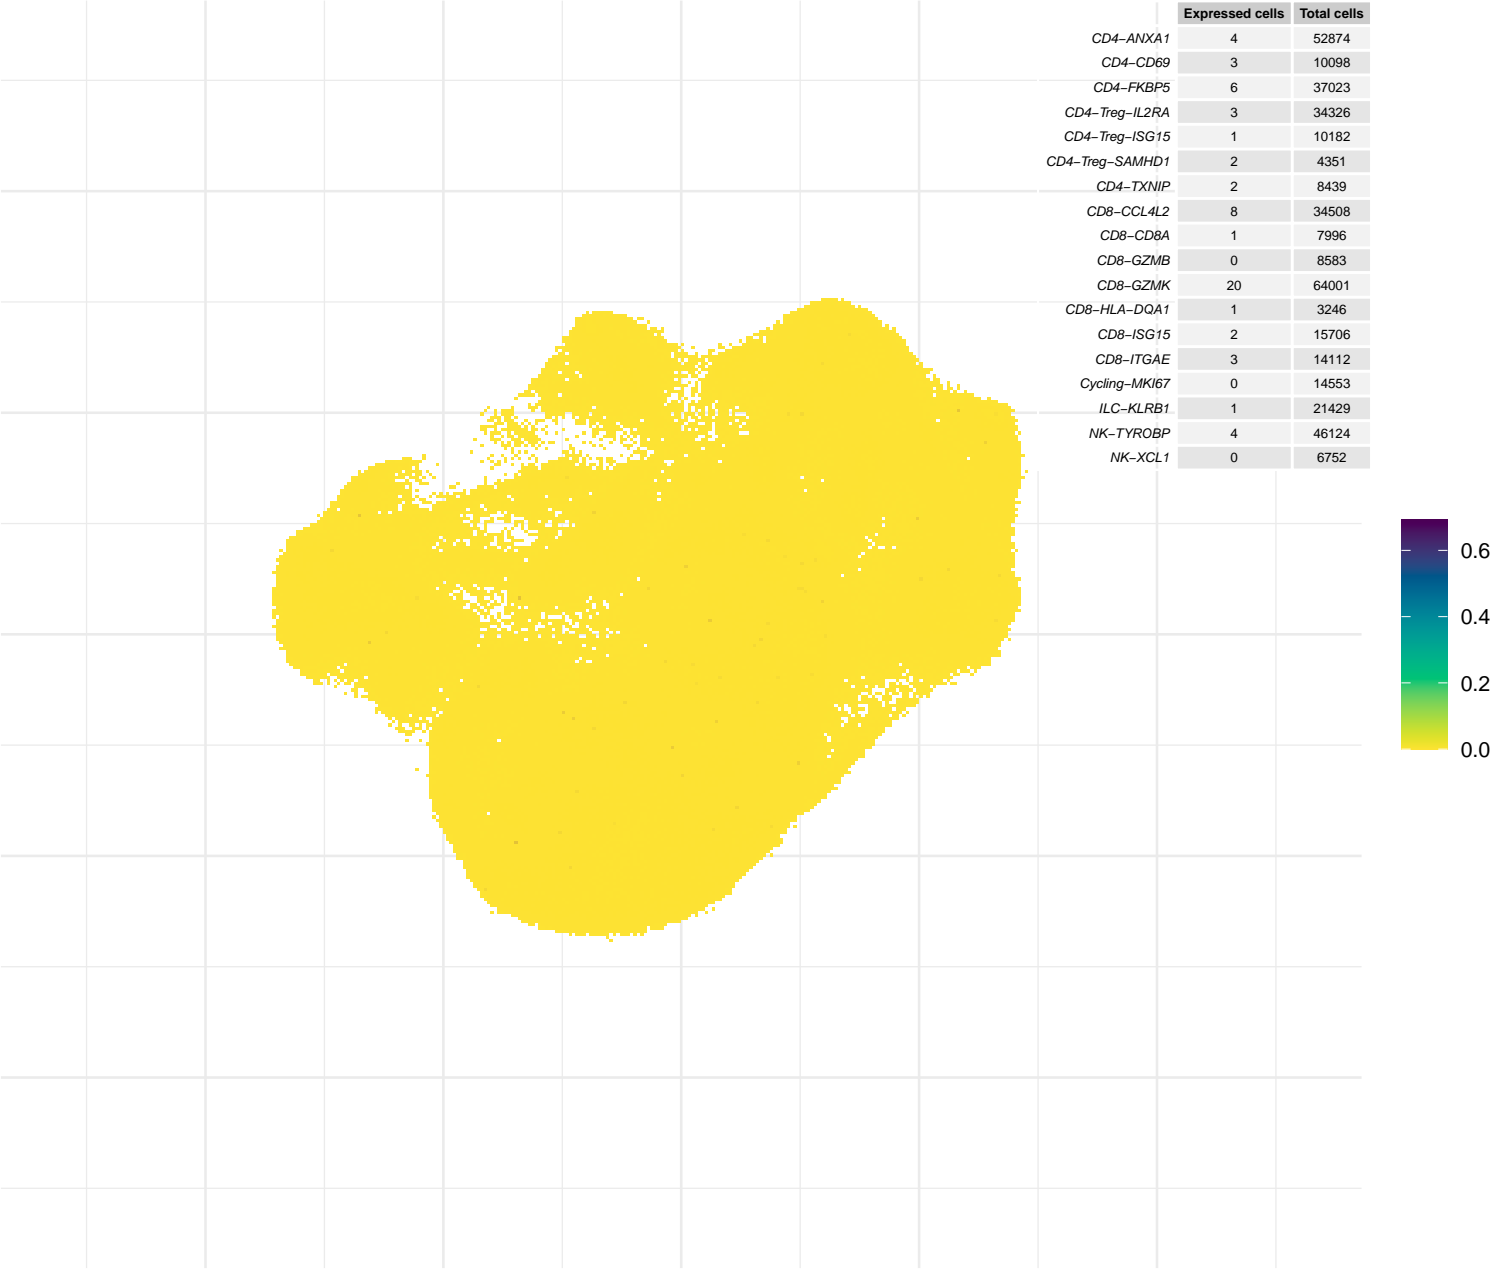 Expressed cells Total cells
CD4−ANXA1 4 52874
CD4−CD69 3 10098
CD4−FKBP5 6 37023
CD4−Treg−IL2RA 3 34326
CD4−Treg−ISG15 1 10182
CD4−Treg−SAMHD1 2 4351
CD4−TXNIP 2 8439
CD8−CCL4L2 8 34508
CD8−CD8A 1 7996
CD8−GZMB 0 8583
CD8−GZMK 20 64001
CD8−HLA−DQA1 1 3246
CD8−ISG15 2 15706
CD8−ITGAE 3 14112
Cycling−MKI67 0 14553
ILC−KLRB1 1 21429
NK−TYROBP 4 46124
NK−XCL1 0 6752
0.6
0.4
0.2
0.0